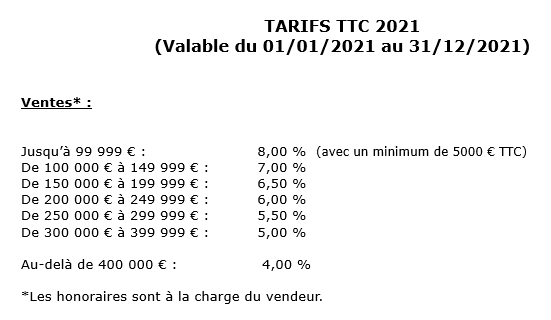 TARIFS TTC 2021
(Valable du 01/01/2021 au 31/12/2021)
Ventes* :
Jusqu’à 99 999 € : 8,00 % (avec un minimum de 5000 € TTC)
De 100 000 € à 149 999 € : 7,00 %
De 150 000 € à 199 999 € : 6,50 %
De 200 000 € à 249 999 € : 6,00 %
De 250 000 € à 299 999 € : 5,50 %
De 300 000 € à 399 999 € : 5,00 %
Au-delà de 400 000 € : 4,00 %
*Les honoraires sont à la charge du vendeur.